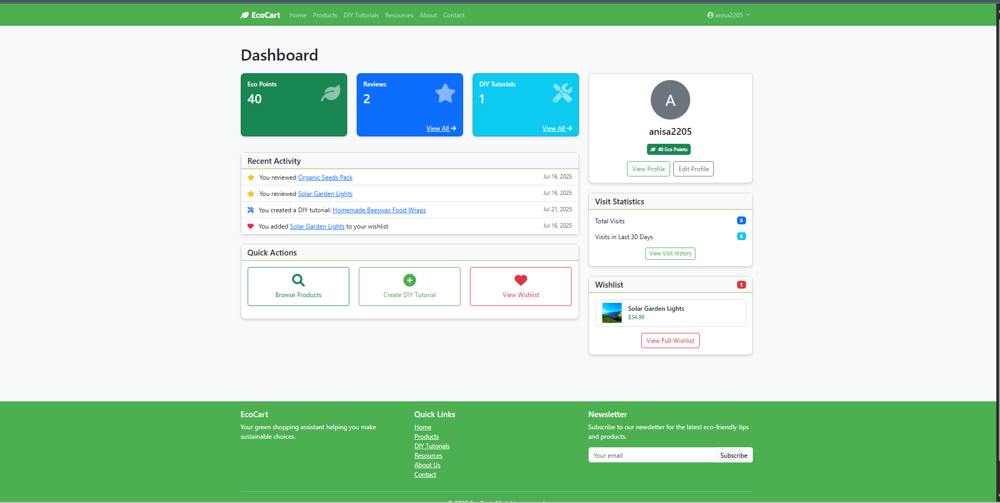 EcoCart Home Products DIY Tutorials Resources About Contact anisa2205
Dashboard
Eco Points
40
Reviews
2
View All
DIY Tutorials
1
View All
A
anisa2205
40 Eco Points
View Profile Edit Profile
Recent Activity
You reviewed Organic Seeds Pack Jul 16, 2025
You reviewed Solar Garden Lights Jul 16, 2025
You created a DIY tutorial: Homemade Beeswax Food Wraps Jul 21, 2025
You added Solar Garden Lights to your wishlist Jul 16, 2025
Quick Actions
Browse Products
Create DIY Tutorial
View Wishlist
Visit Statistics
Total Visits 6
Visits in Last 30 Days 6
View Visit History
Wishlist 1
Solar Garden Lights
$34.99
View Full Wishlist
EcoCart
Your green shopping assistant helping you make
sustainable choices.
Quick Links
Home
Products
DIY Tutorials
Resources
About Us
Contact
Newsletter
Subscribe to our newsletter for the latest eco-friendly tips
and products.
Your email Subscribe